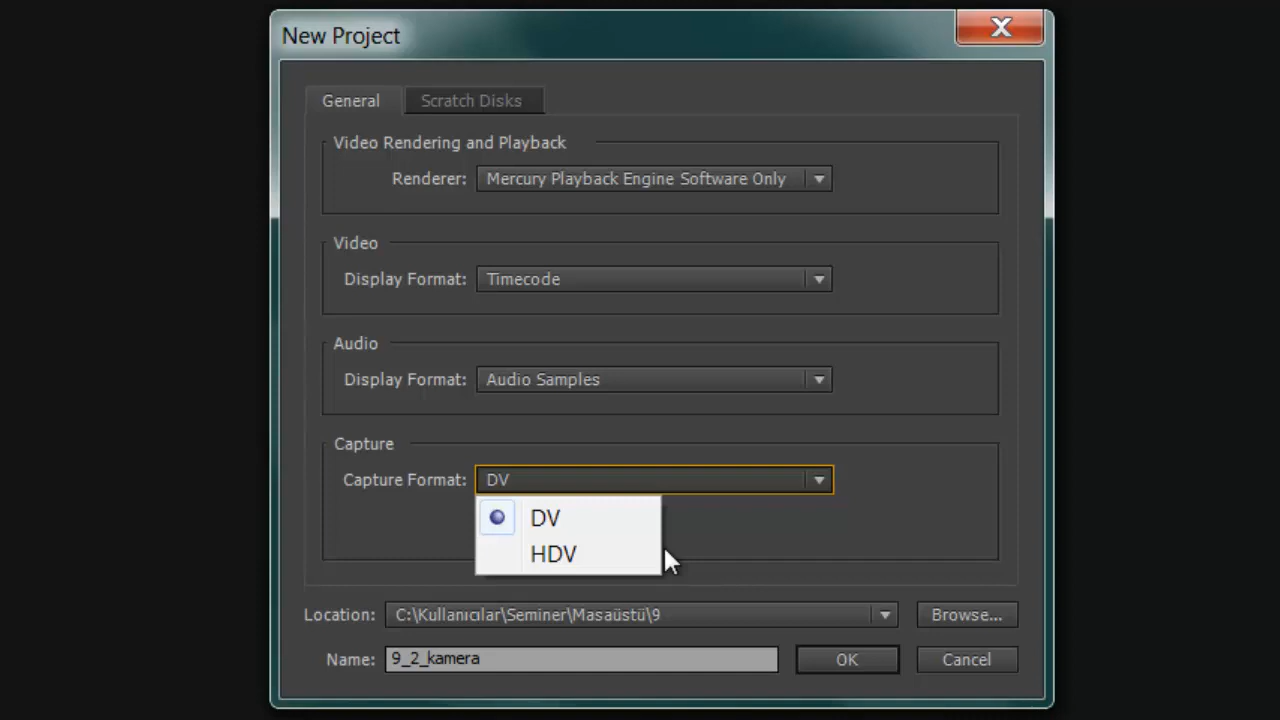 New Project
General
Scratch Disks
Video Rendering and Playback
Renderer: Mercury Playback Engine Software Only
Video
Display Format: Timecode
Audio
Display Format: Audio Samples
Capture
Capture Format: DV
DV
HDV
Location: C:\Kullanıcılar\Seminer\Masaüstü\9 Browse...
Name: 9_2_kamera OK Cancel